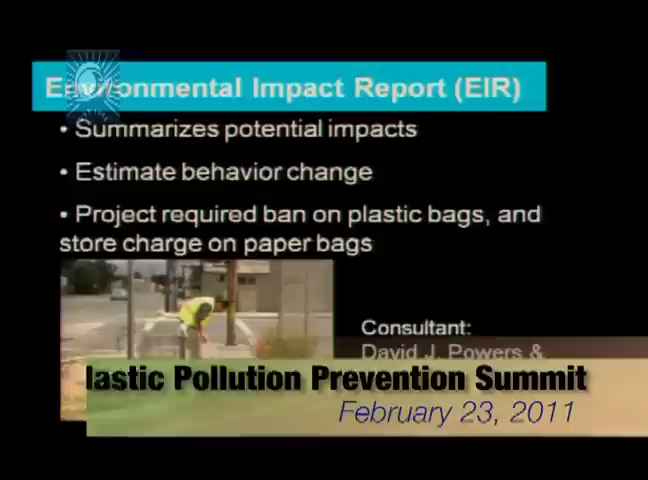 Environmental Impact Report (EIR)
• Summarizes potential impacts
• Estimate behavior change
• Project required ban on plastic bags, and
store charge on paper bags
Consultant:
David J. Powers &
lastic Pollution Prevention Summit
February 23, 2011